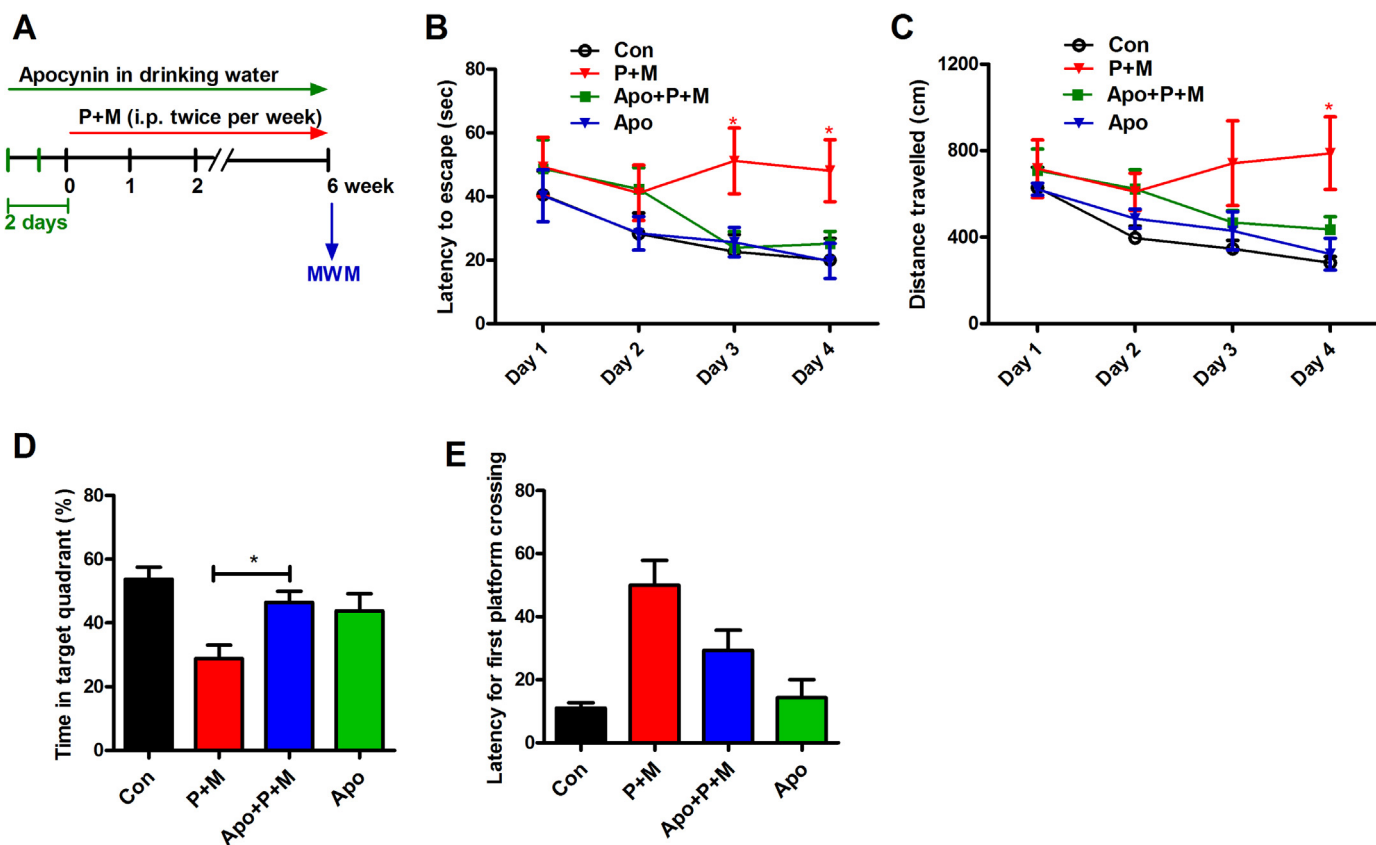 A
Apocynin in drinking water
P+M (i.p. twice per week)
0 1 2 6 week
2 days
MWM
B
Con
P+M
Apo+P+M
Apo
Latency to escape (sec)
80
60
40
20
0
* *
Day 1 Day 2 Day 3 Day 4
C
Con
P+M
Apo+P+M
Apo
Distance travelled (cm)
1200
800
400
0
*
Day 1 Day 2 Day 3 Day 4
D
Time in target quadrant (%)
80
60
40
20
0
*
Con P+M Apo+P+M Apo
E
Latency for first platform crossing
80
60
40
20
0
Con P+M Apo+P+M Apo